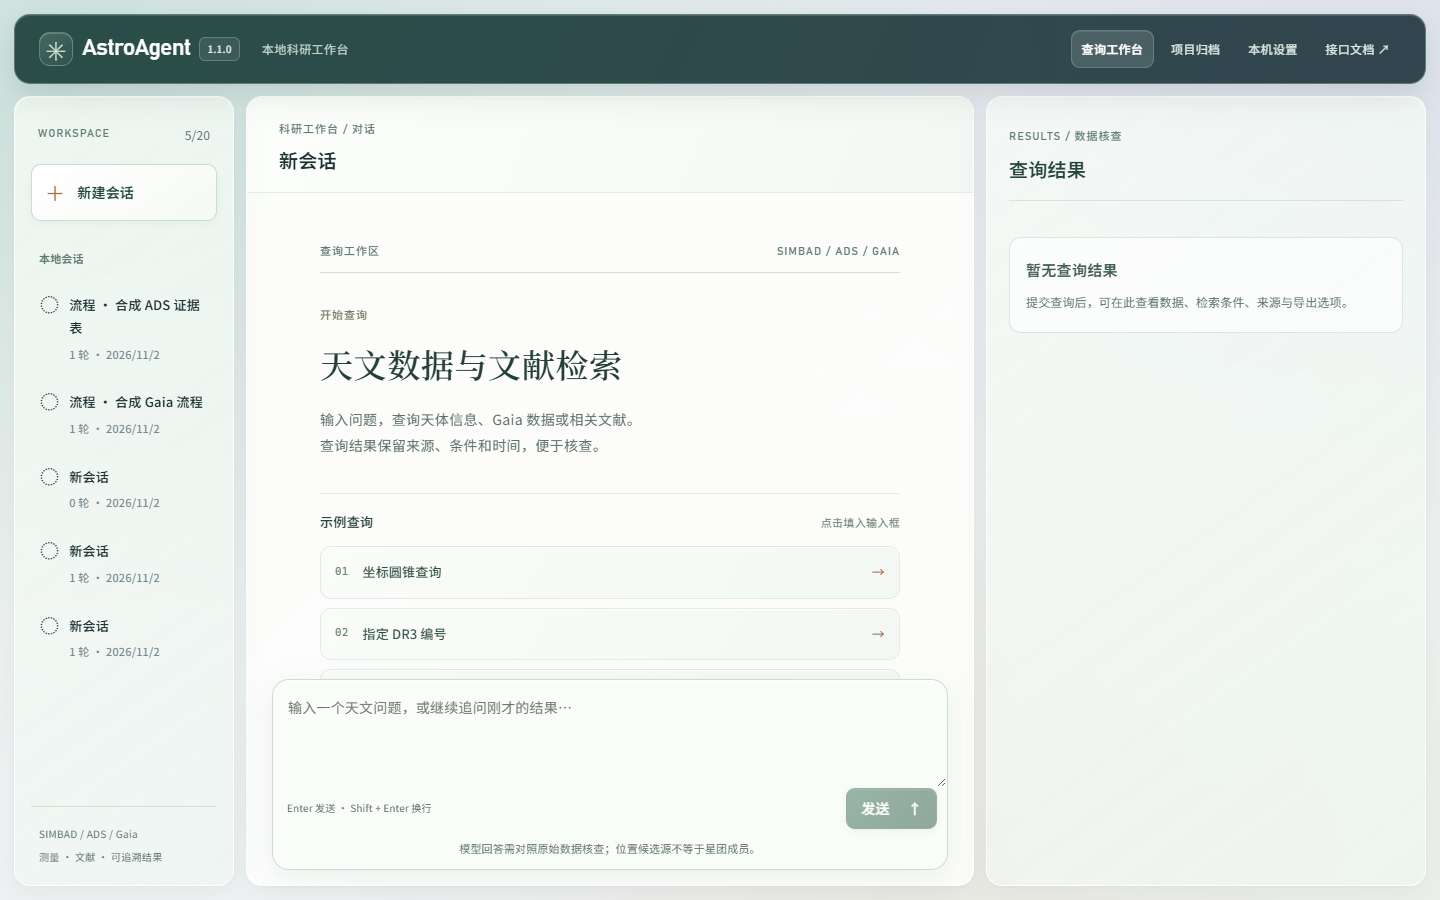 AstroAgent 1.1.0 本地科研工作台
查询工作台 项目归档 本机设置 接口文档 ↗
WORKSPACE 5/20
+ 新建会话
本地会话
流程 · 合成 ADS 证据
表
1 轮 · 2026/11/2
流程 · 合成 Gaia 流程
1 轮 · 2026/11/2
新会话
0 轮 · 2026/11/2
新会话
1 轮 · 2026/11/2
新会话
1 轮 · 2026/11/2
SIMBAD / ADS / Gaia
测量 · 文献 · 可追溯结果
科研工作台 / 对话
新会话
查询工作区 SIMBAD / ADS / GAIA
开始查询
天文数据与文献检索
输入问题，查询天体信息、Gaia 数据或相关文献。
查询结果保留来源、条件和时间，便于核查。
示例查询 点击填入输入框
01 坐标圆锥查询 →
02 指定 DR3 编号 →
输入一个天文问题，或继续追问刚才的结果…
Enter 发送 · Shift + Enter 换行
发送 ↑
模型回答需对照原始数据核查；位置候选源不等于星团成员。
RESULTS / 数据核查
查询结果
暂无查询结果
提交查询后，可在此查看数据、检索条件、来源与导出选项。